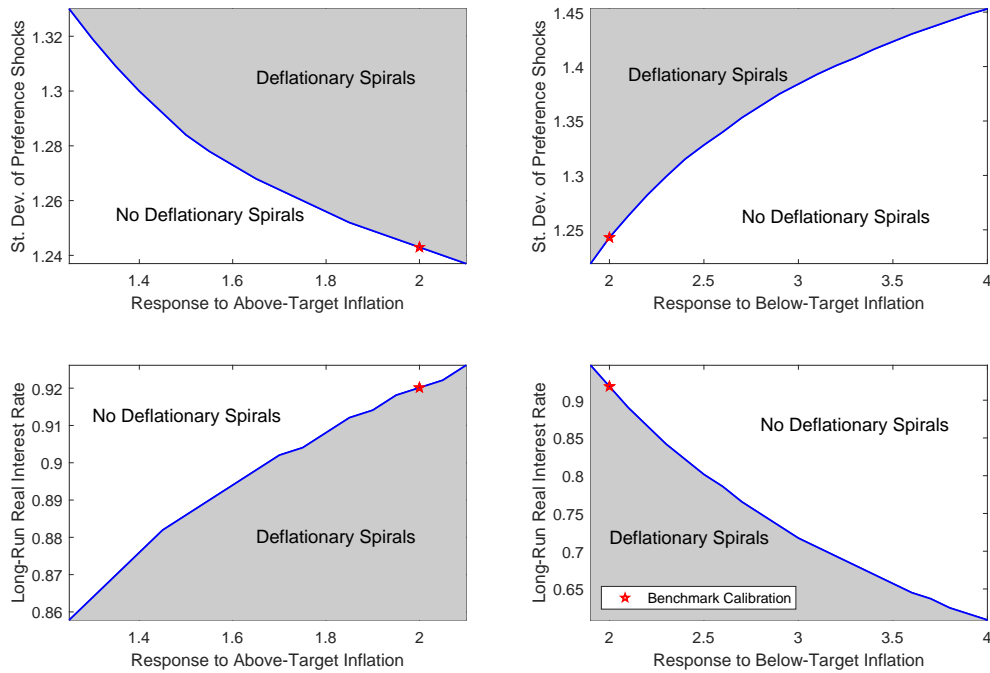 St. Dev. of Preference Shocks
1.32
1.3
1.28
1.26
1.24
Deflationary Spirals
No Deflationary Spirals
1.4
1.6
1.8
2
Response to Above-Target Inflation
St. Dev. of Preference Shocks
1.45
1.4
1.35
1.3
1.25
Deflationary Spirals
No Deflationary Spirals
2
2.5
3
3.5
4
Response to Below-Target Inflation
Long-Run Real Interest Rate
0.92
0.91
0.9
0.89
0.88
0.87
0.86
No Deflationary Spirals
Deflationary Spirals
1.4
1.6
1.8
2
Response to Above-Target Inflation
Long-Run Real Interest Rate
0.9
0.85
0.8
0.75
0.7
0.65
No Deflationary Spirals
Deflationary Spirals
Benchmark Calibration
2
2.5
3
3.5
4
Response to Below-Target Inflation